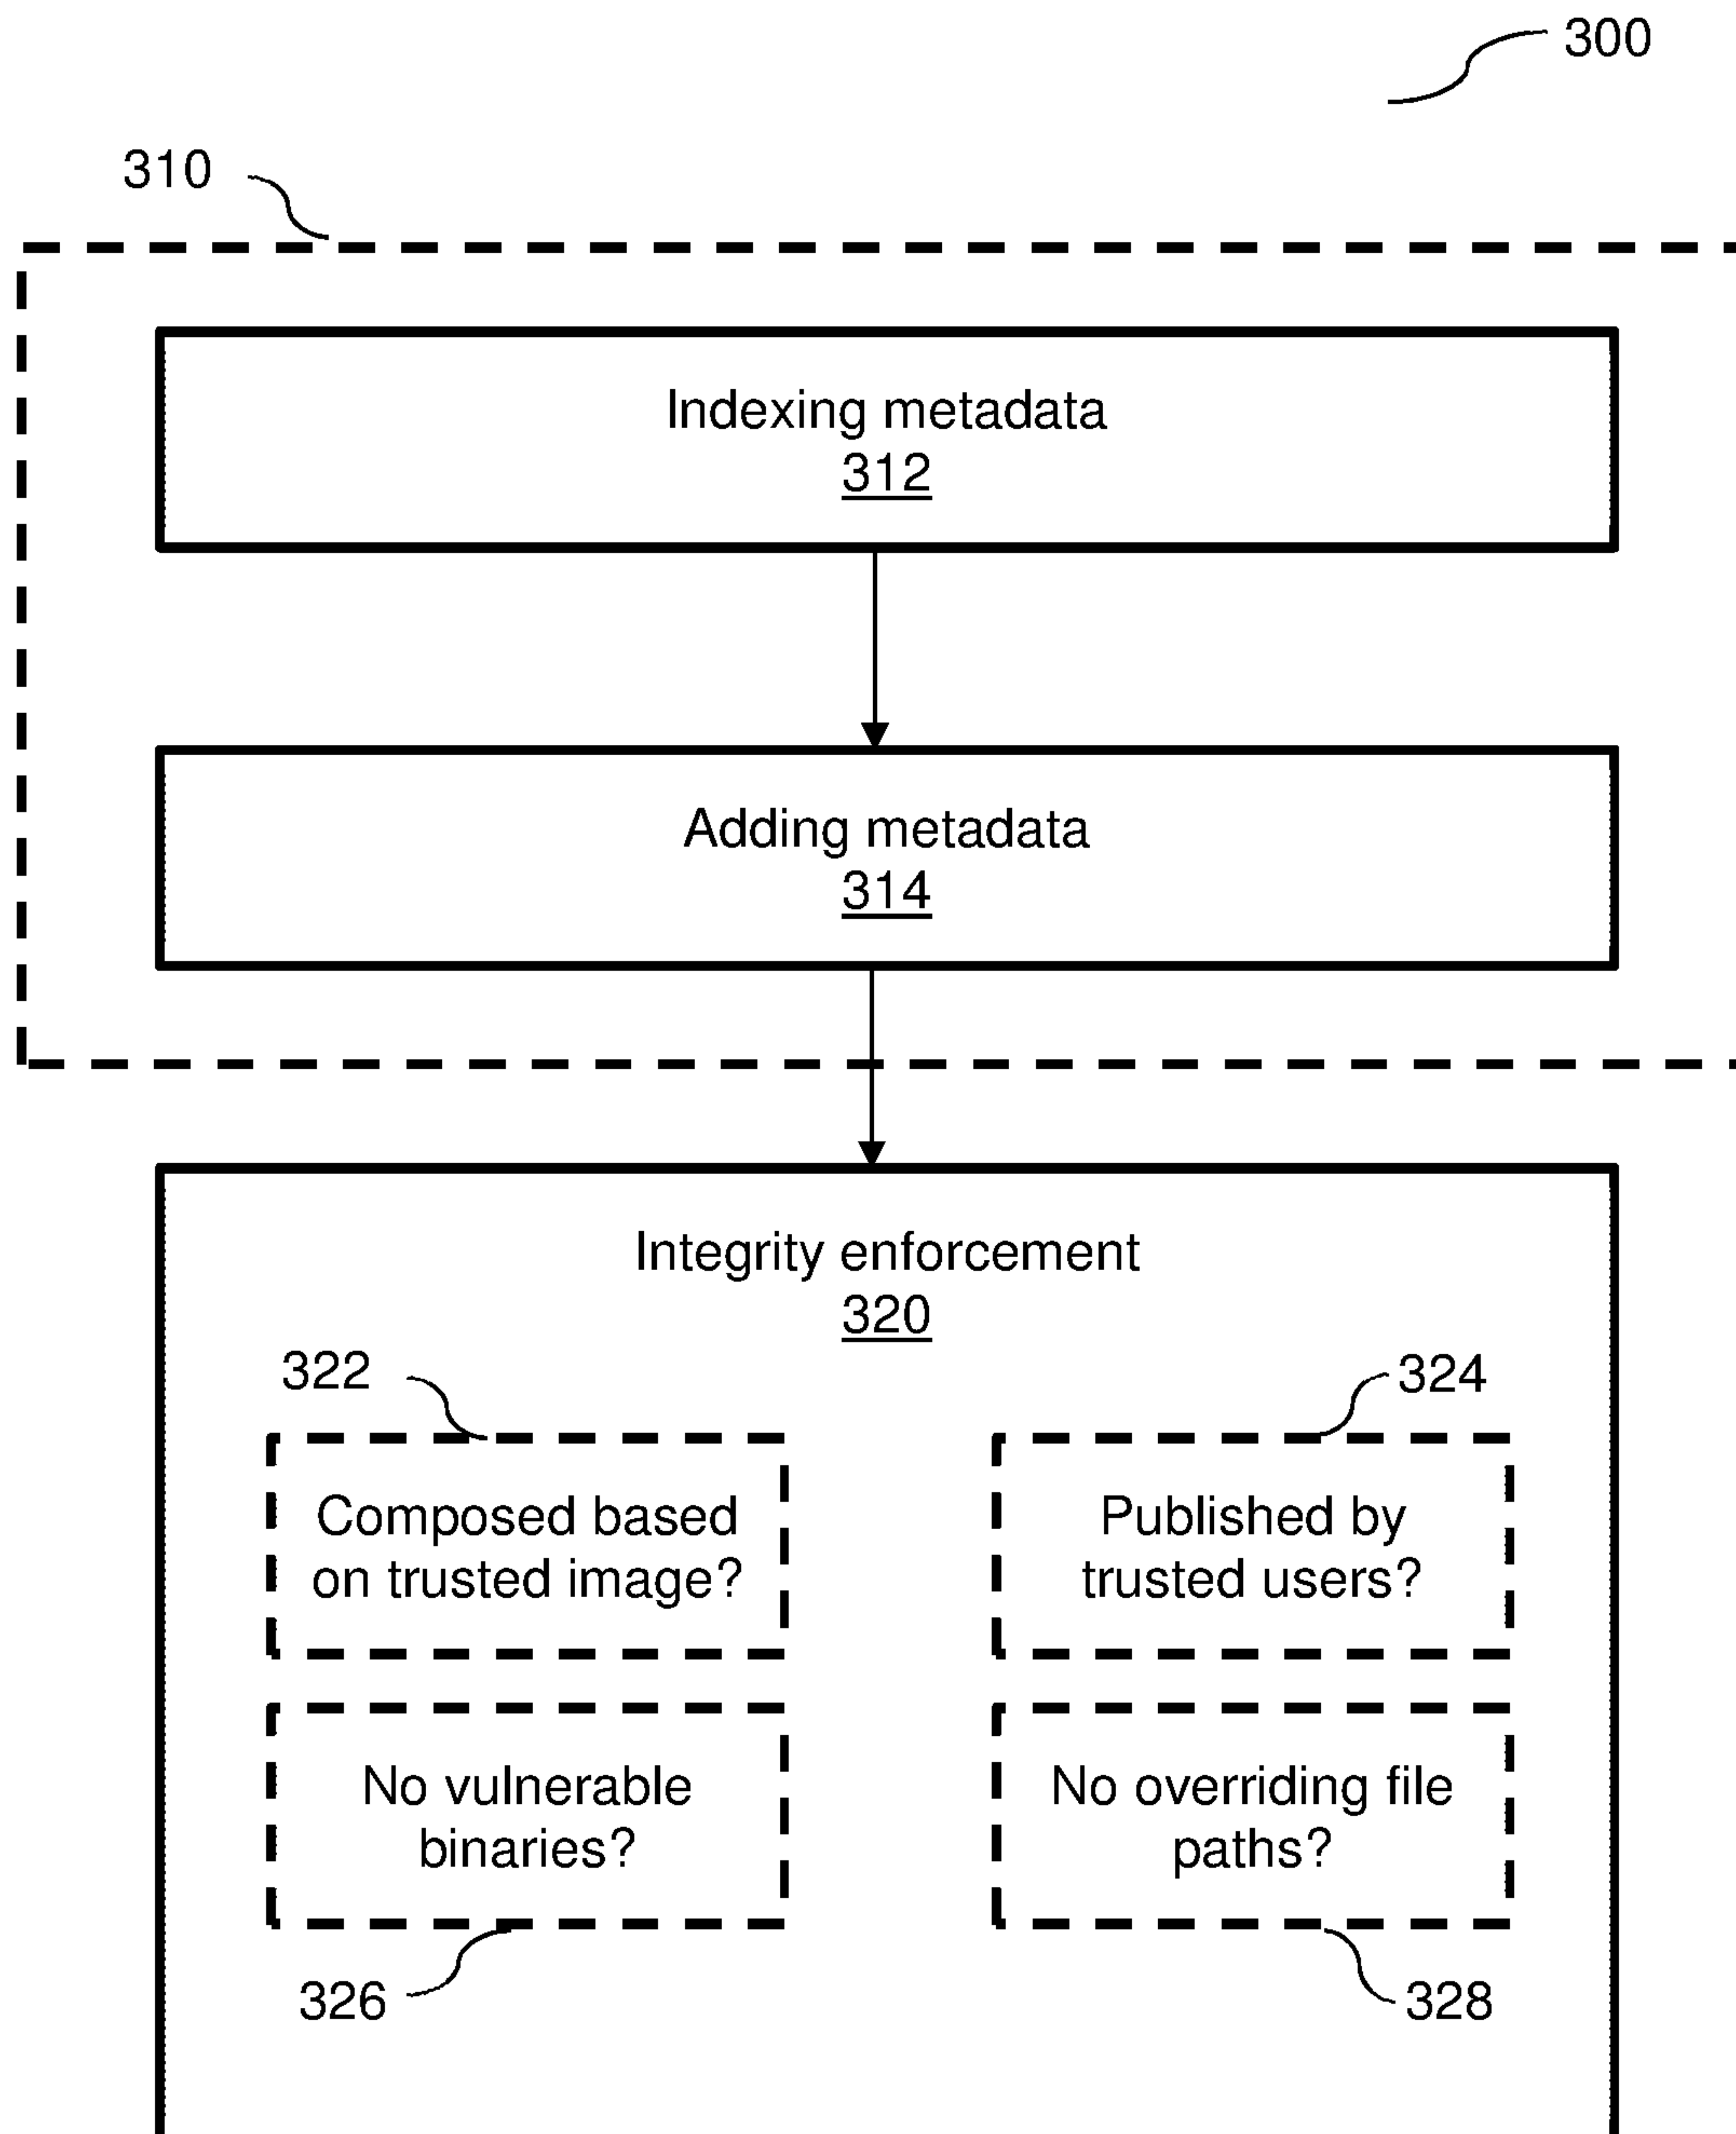 300
310
Indexing metadata
312
Adding metadata
314
Integrity enforcement
320
322
324
Composed based
on trusted image?
Published by
trusted users?
No vulnerable
binaries?
No overriding file
paths?
326
328